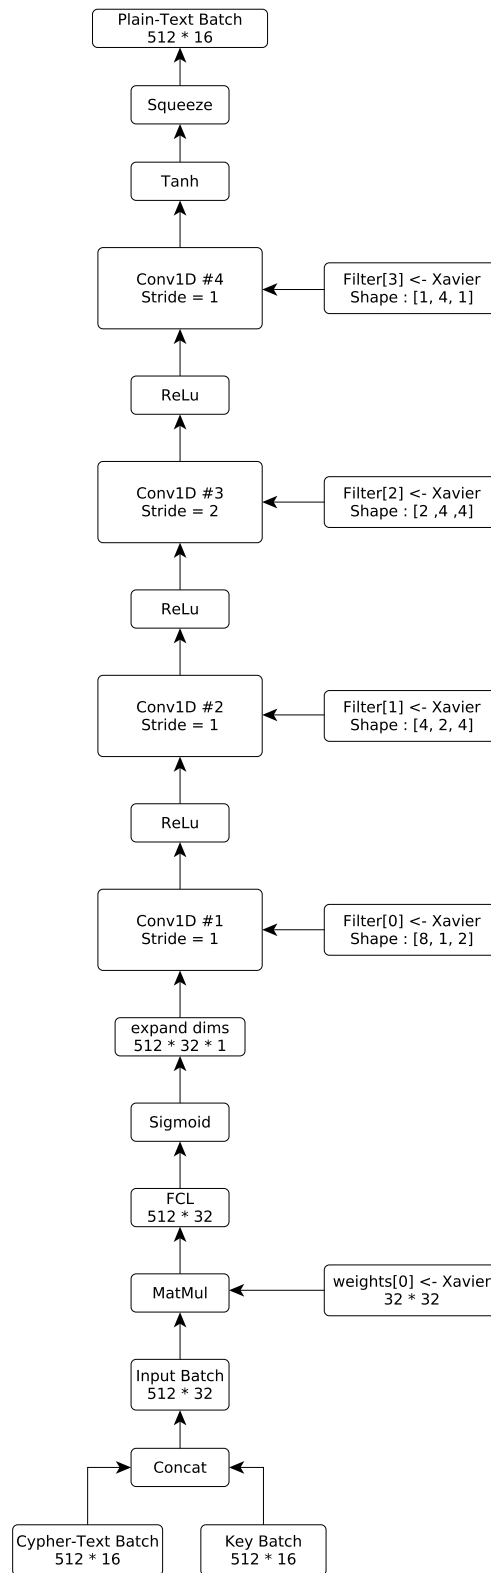 Plain-Text Batch
512 * 16
Squeeze
Tanh
Conv1D #4
Stride = 1
Filter[3] <- Xavier
Shape : [1, 4, 1]
ReLu
Conv1D #3
Stride = 2
Filter[2] <- Xavier
Shape : [2 ,4 ,4]
ReLu
Conv1D #2
Stride = 1
Filter[1] <- Xavier
Shape : [4, 2, 4]
ReLu
Conv1D #1
Stride = 1
Filter[0] <- Xavier
Shape : [8, 1, 2]
expand dims
512 * 32 * 1
Sigmoid
FCL
512 * 32
MatMul
weights[0] <- Xavier
32 * 32
Input Batch
512 * 32
Concat
Cypher-Text Batch
512 * 16
Key Batch
512 * 16